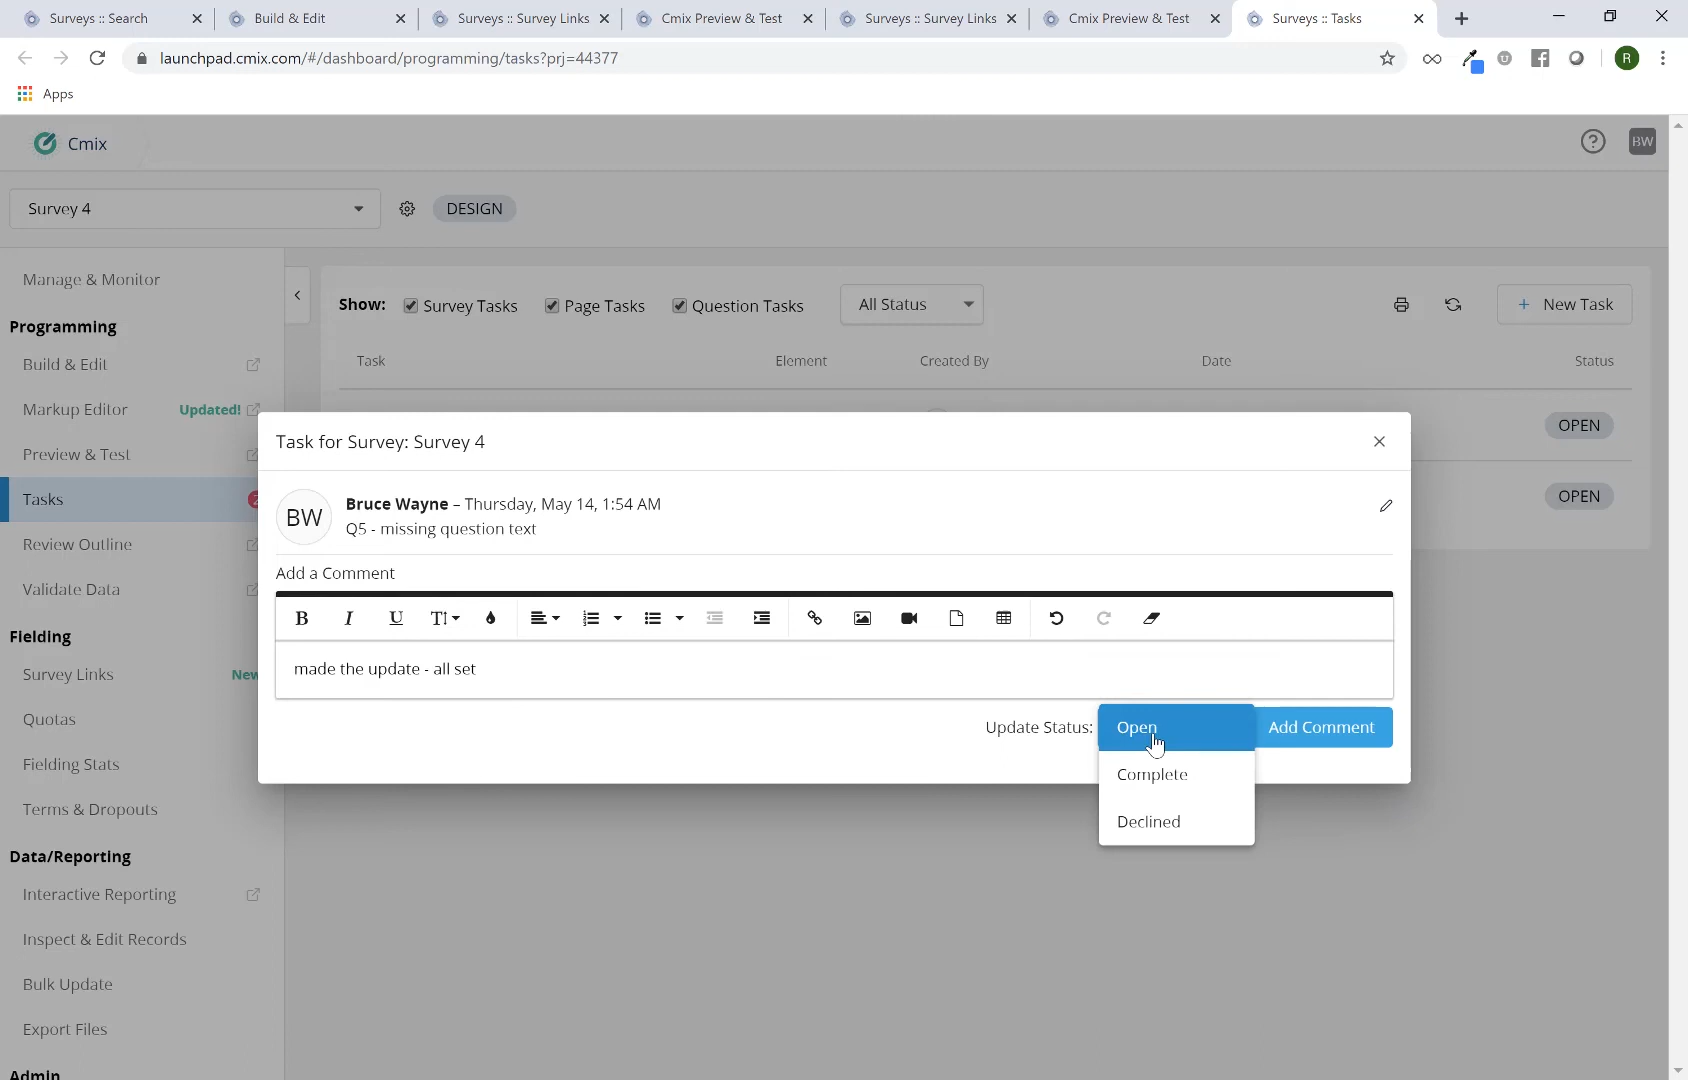 Surveys :: Search
Build & Edit
Surveys :: Survey Links
Cmix Preview & Test
Surveys :: Survey Links
Cmix Preview & Test
Surveys :: Tasks
launchpad.cmix.com/#/dashboard/programming/tasks?prj=44377
R
Apps
Cmix
BW
Survey 4
DESIGN
Manage & Monitor
Programming
Build & Edit
Markup Editor
Updated!
Preview & Test
Tasks
2
Review Outline
Validate Data
Fielding
Survey Links
New
Quotas
Fielding Stats
Terms & Dropouts
Data/Reporting
Interactive Reporting
Inspect & Edit Records
Bulk Update
Export Files
Admin
Show:
Survey Tasks
Page Tasks
Question Tasks
All Status
+ New Task
Task
Element
Created By
Date
Status
OPEN
OPEN
Task for Survey: Survey 4
BW
Bruce Wayne – Thursday, May 14, 1:54 AM
Q5 - missing question text
Add a Comment
B I U
made the update - all set
Update Status:
Open
Add Comment
Complete
Declined